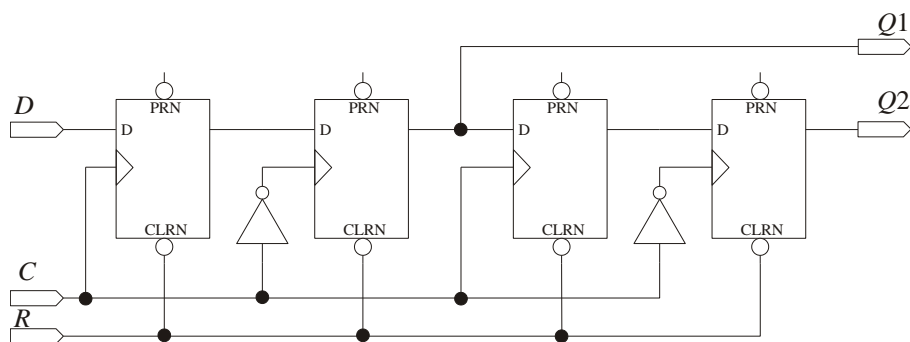 Q1
D
Q2
PRN PRN PRN PRN
D D D D
CLRN CLRN CLRN CLRN
C
R